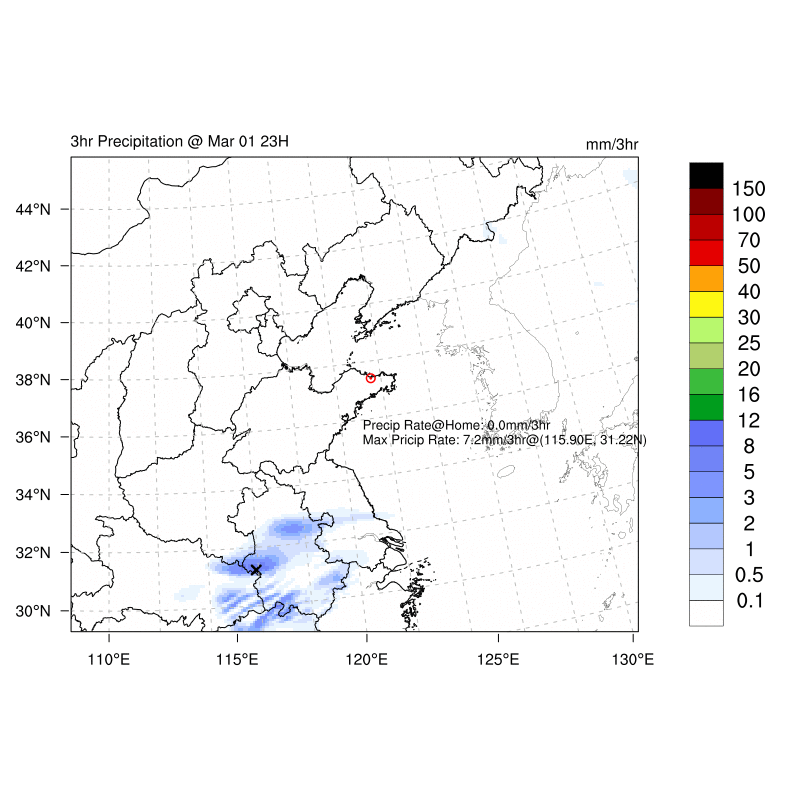 3hr Precipitation @ Mar 01 23H
mm/3hr
44°N
42°N
40°N
38°N
36°N
34°N
32°N
30°N
Precip Rate@Home: 0.0mm/3hr
Max Pricip Rate: 7.2mm/3hr@(115.90E, 31.22N)
110°E
115°E
120°E
125°E
130°E
150
100
70
50
40
30
25
20
16
12
8
5
3
2
1
0.5
0.1